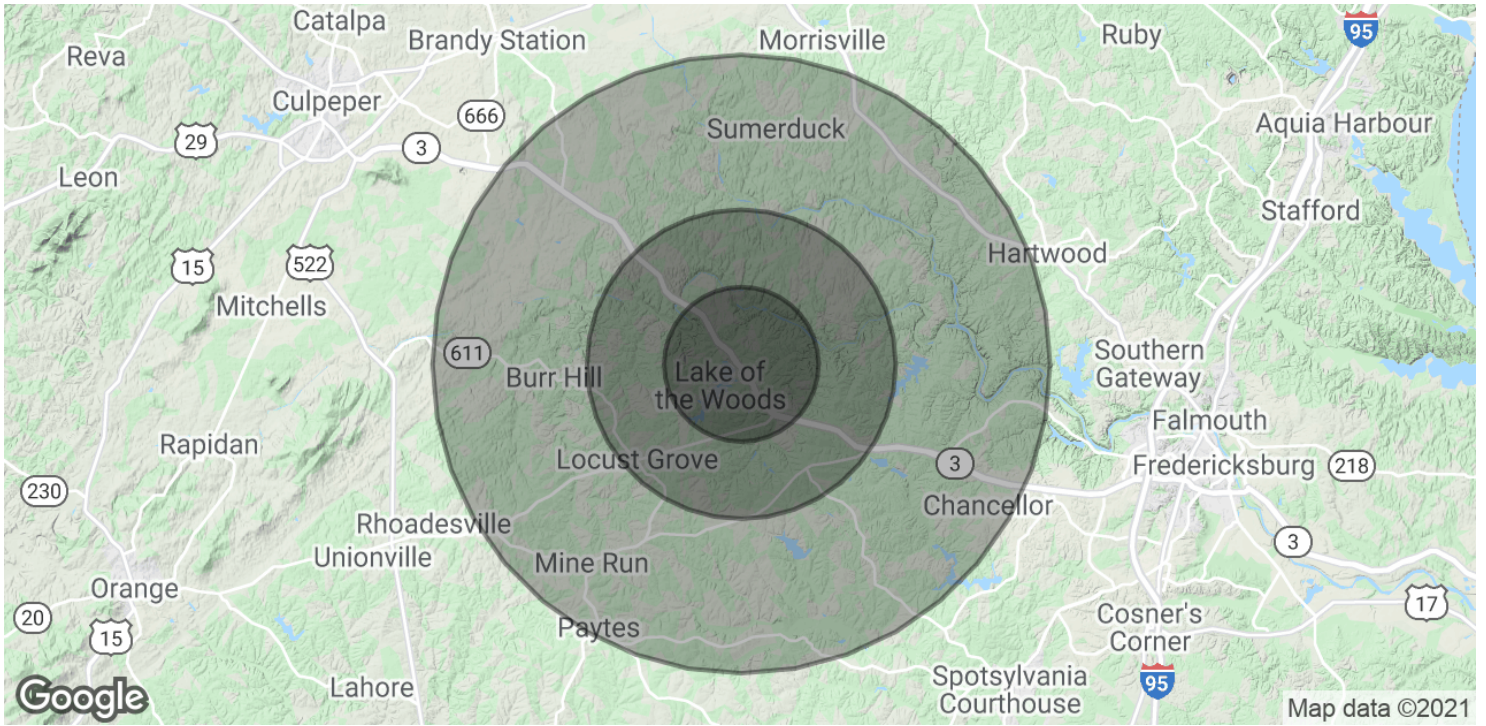 Catalpa
Reva
Brandy Station
Morrisville
Ruby
95
Culpeper
666
Sumerduck
Aquia Harbour
29
3
Leon
Stafford
Hartwood
15
522
Mitchells
611
Burr Hill
Lake of
the Woods
Southern
Gateway
Falmouth
Rapidan
Locust Grove
3
Fredericksburg
218
230
Chancellor
Rhoadesville
Unionville
3
Mine Run
Orange
17
20
15
Paytes
Cosner's
Corner
Lahore
Spotsylvania
Courthouse
95
Google
Map data ©2021